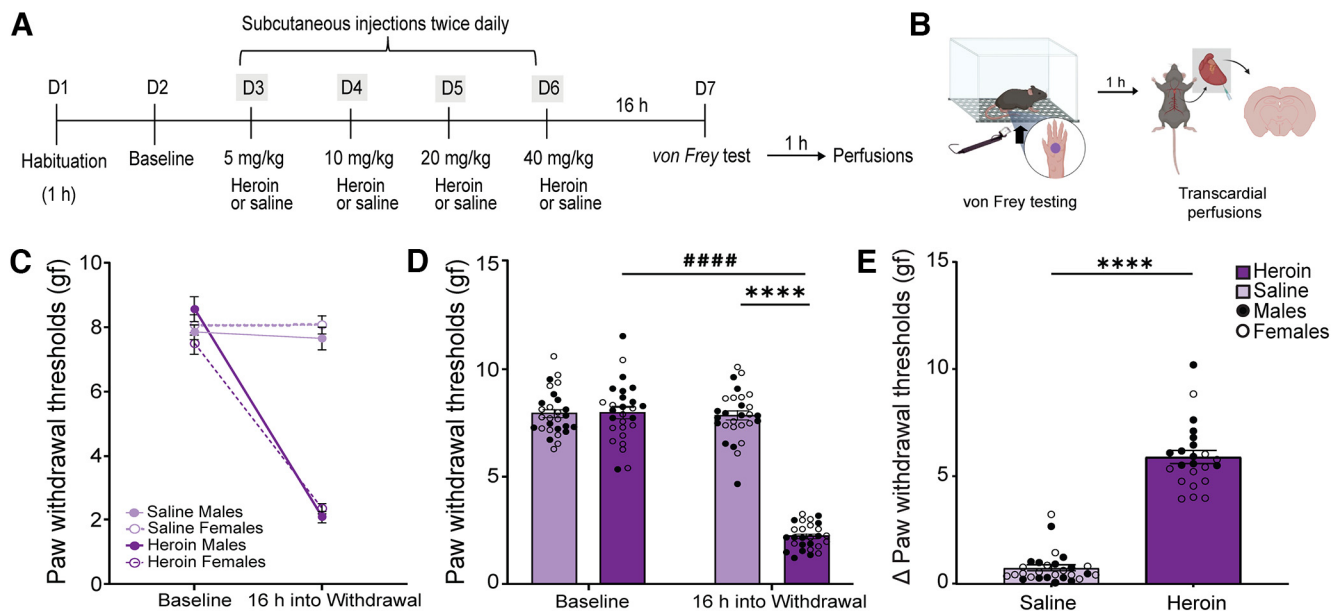 A
Subcutaneous injections twice daily
D1
D2
D3
D4
D5
D6
16 h
D7
Habituation
(1 h)
Baseline
5 mg/kg
Heroin
or saline
10 mg/kg
Heroin
or saline
20 mg/kg
Heroin
or saline
40 mg/kg
Heroin
or saline
von Frey test
1 h
Perfusions
B
1 h
von Frey testing
Transcardial
perfusions
C
Paw withdrawal thresholds (gf)
10
8
6
4
2
0
Saline Males
Saline Females
Heroin Males
Heroin Females
Baseline
16 h into Withdrawal
D
Paw withdrawal thresholds (gf)
15
10
5
0
####
****
Baseline
16 h into Withdrawal
E
Δ Paw withdrawal thresholds (gf)
15
10
5
0
****
Saline
Heroin
Heroin
Saline
Males
Females